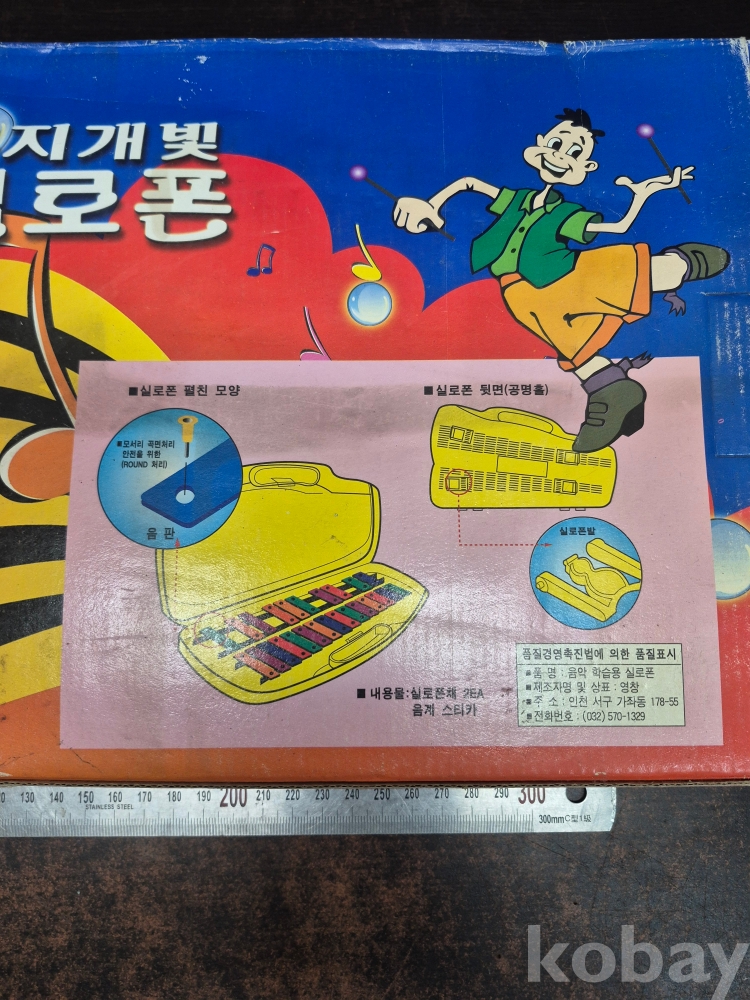 지개빛
실로폰
■ 실로폰 펼친 모양
■ 모서리 곡면처리
안전을 위한
(ROUND 처리)
음 판
■ 실로폰 뒷면(공명홀)
실로폰발
■ 내용물:실로폰채 2EA
음계 스티카
품질경영촉진법에 의한 품질표시
■ 품 명 : 음악 학습용 실로폰
■ 제조자명 및 상표 : 영창
■ 주 소 : 인천 서구 가좌동 178-55
■ 전화번호 : (032) 570-1329
130 140 150 160 170 180 190 200 210 220 230 240 250 260 270 280 290 300
STAINLESS STEEL
300mm C型1級
kobay